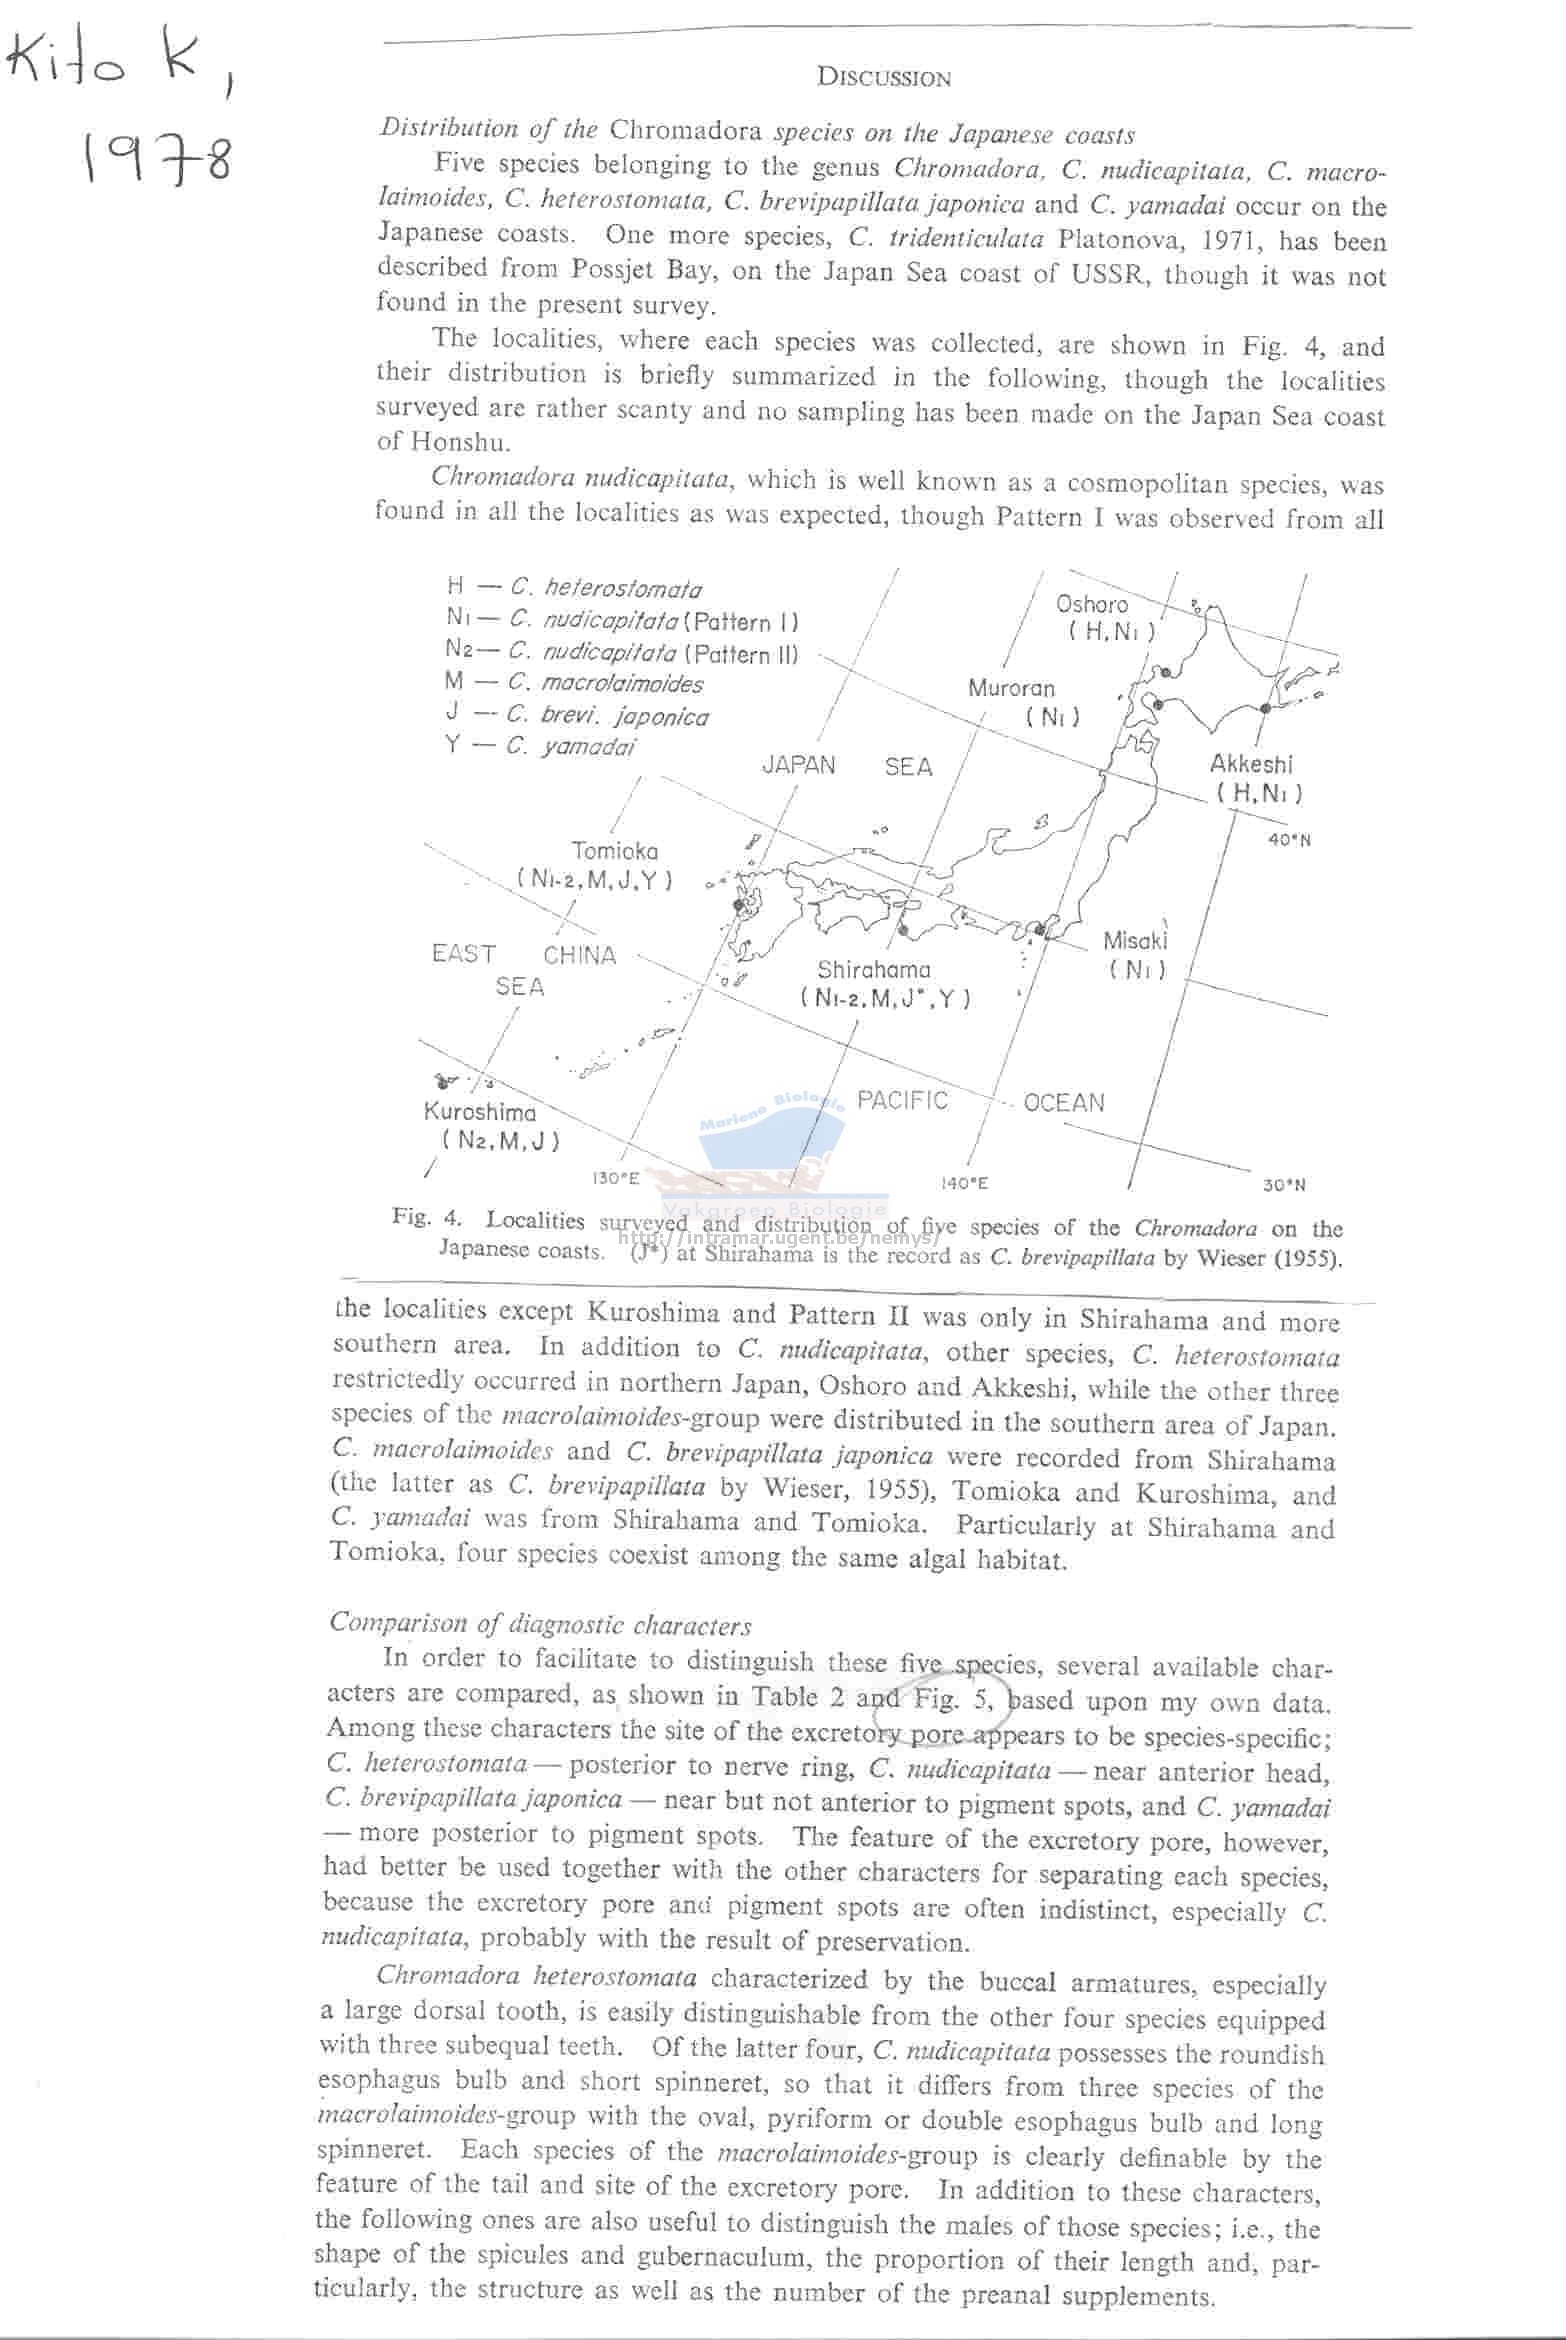 Kito K,
1978
DISCUSSION
Distribution of the Chromadora species on the Japanese coasts
Five species belonging to the genus Chromadora, C. nudicapitata, C. macro-
laimoides, C. heterostomata, C. brevipapillata japonica and C. yamadai occur on the
Japanese coasts. One more species, C. tridenticulata Platonova, 1971, has been
described from Possjet Bay, on the Japan Sea coast of USSR, though it was not
found in the present survey.
The localities, where each species was collected, are shown in Fig. 4, and
their distribution is briefly summarized in the following, though the localities
surveyed are rather scanty and no sampling has been made on the Japan Sea coast
of Honshu.
Chromadora nudicapitata, which is well known as a cosmopolitan species, was
found in all the localities as was expected, though Pattern I was observed from all
H — C. heterostomata
N1 — C. nudicapitata (Pattern I)
N2 — C. nudicapitata (Pattern II)
M — C. macrolaimoides
J — C. brevi. japonica
Y — C. yamadai
Oshoro
(H,N1)
Muroran
(N1)
JAPAN SEA
Akkeshi
(H,N1)
40°N
Tomioka
(N1-2,M,J,Y)
EAST CHINA
SEA
Misaki
(N1)
Shirahama
(N1-2,M,J*,Y)
PACIFIC OCEAN
Kuroshima
(N2,M,J)
130°E
140°E
30°N
Mariene Biologie
Vakgroep Biologie
http://intramar.ugent.be/nemys/
Fig. 4. Localities surveyed and distribution of five species of the Chromadora on the
Japanese coasts. (J*) at Shirahama is the record as C. brevipapillata by Wieser (1955).
the localities except Kuroshima and Pattern II was only in Shirahama and more
southern area. In addition to C. nudicapitata, other species, C. heterostomata
restrictedly occurred in northern Japan, Oshoro and Akkeshi, while the other three
species of the macrolaimoides-group were distributed in the southern area of Japan.
C. macrolaimoides and C. brevipapillata japonica were recorded from Shirahama
(the latter as C. brevipapillata by Wieser, 1955), Tomioka and Kuroshima, and
C. yamadai was from Shirahama and Tomioka. Particularly at Shirahama and
Tomioka, four species coexist among the same algal habitat.
Comparison of diagnostic characters
In order to facilitate to distinguish these five species, several available char-
acters are compared, as shown in Table 2 and Fig. 5, based upon my own data.
Among these characters the site of the excretory pore appears to be species-specific;
C. heterostomata — posterior to nerve ring, C. nudicapitata — near anterior head,
C. brevipapillata japonica — near but not anterior to pigment spots, and C. yamadai
— more posterior to pigment spots. The feature of the excretory pore, however,
had better be used together with the other characters for separating each species,
because the excretory pore and pigment spots are often indistinct, especially C.
nudicapitata, probably with the result of preservation.
Chromadora heterostomata characterized by the buccal armatures, especially
a large dorsal tooth, is easily distinguishable from the other four species equipped
with three subequal teeth. Of the latter four, C. nudicapitata possesses the roundish
esophagus bulb and short spinneret, so that it differs from three species of the
macrolaimoides-group with the oval, pyriform or double esophagus bulb and long
spinneret. Each species of the macrolaimoides-group is clearly definable by the
feature of the tail and site of the excretory pore. In addition to these characters,
the following ones are also useful to distinguish the males of those species; i.e., the
shape of the spicules and gubernaculum, the proportion of their length and, par-
ticularly, the structure as well as the number of the preanal supplements.